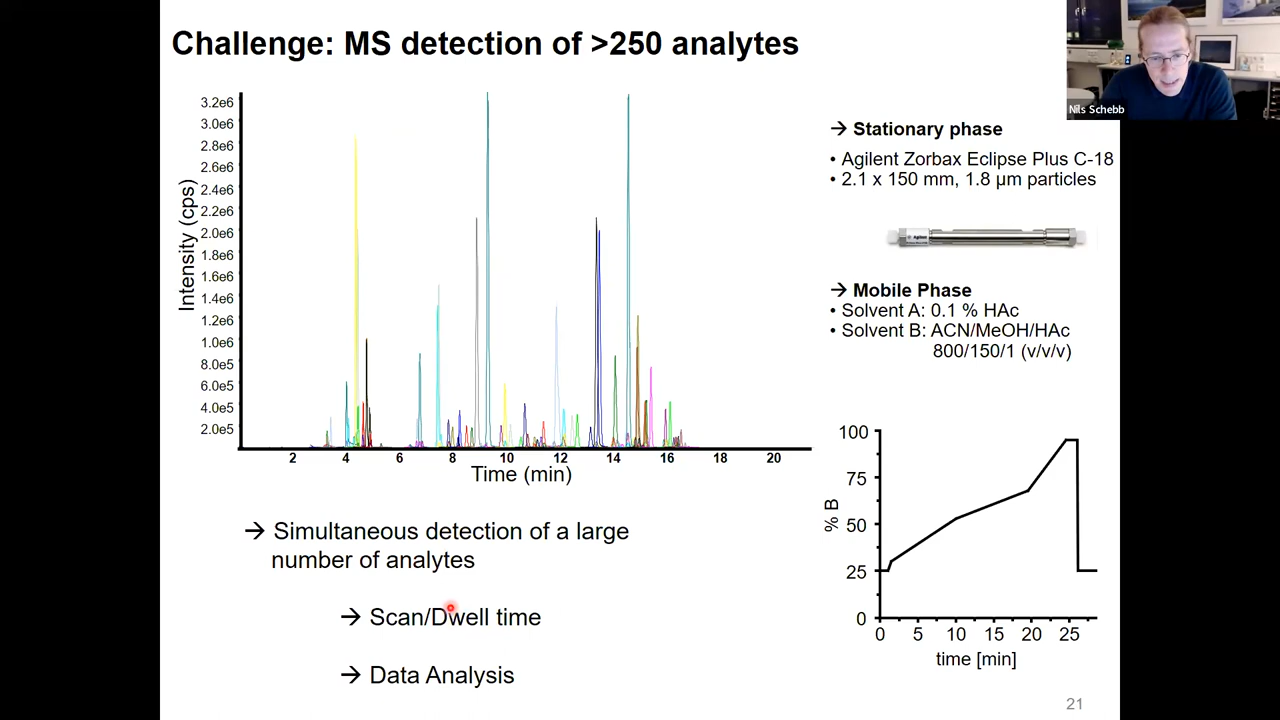 Challenge: MS detection of >250 analytes
Nils Schebb
3.2e6
3.0e6
2.8e6
2.6e6
2.4e6
2.2e6
2.0e6
1.8e6
1.6e6
1.4e6
1.2e6
1.0e6
8.0e5
6.0e5
4.0e5
2.0e5
Intensity (cps)
2 4 6 8 10 12 14 16 18 20
Time (min)
→ Stationary phase
• Agilent Zorbax Eclipse Plus C-18
• 2.1 x 150 mm, 1.8 µm particles
Agilent
→ Mobile Phase
• Solvent A: 0.1 % HAc
• Solvent B: ACN/MeOH/HAc
800/150/1 (v/v/v)
100
75
50
25
0
% B
0 5 10 15 20 25
time [min]
→ Simultaneous detection of a large
number of analytes
→ Scan/Dwell time
→ Data Analysis
21